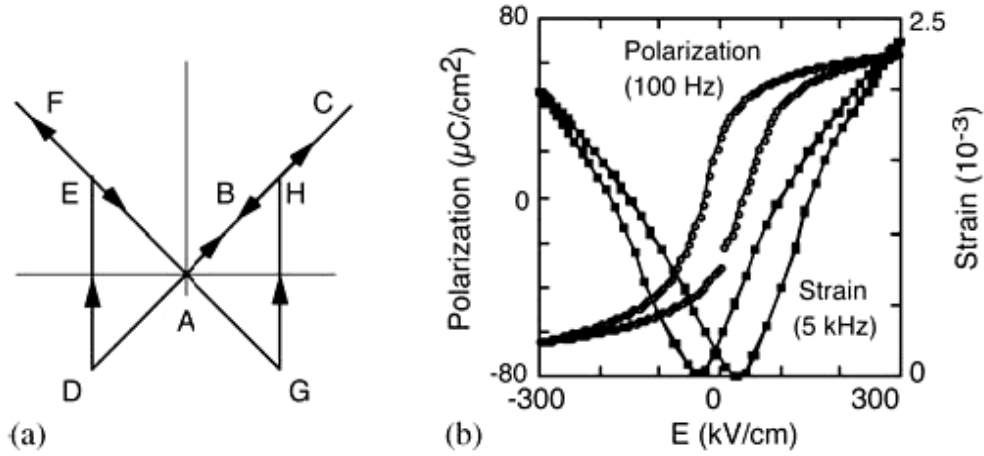 F
C
E
B
H
A
D
G
(a)
80
2.5
Polarization
(100 Hz)
Polarization (µC/cm2)
0
Strain (10-3)
Strain
(5 kHz)
-80
0
-300
0
300
(b)
E (kV/cm)